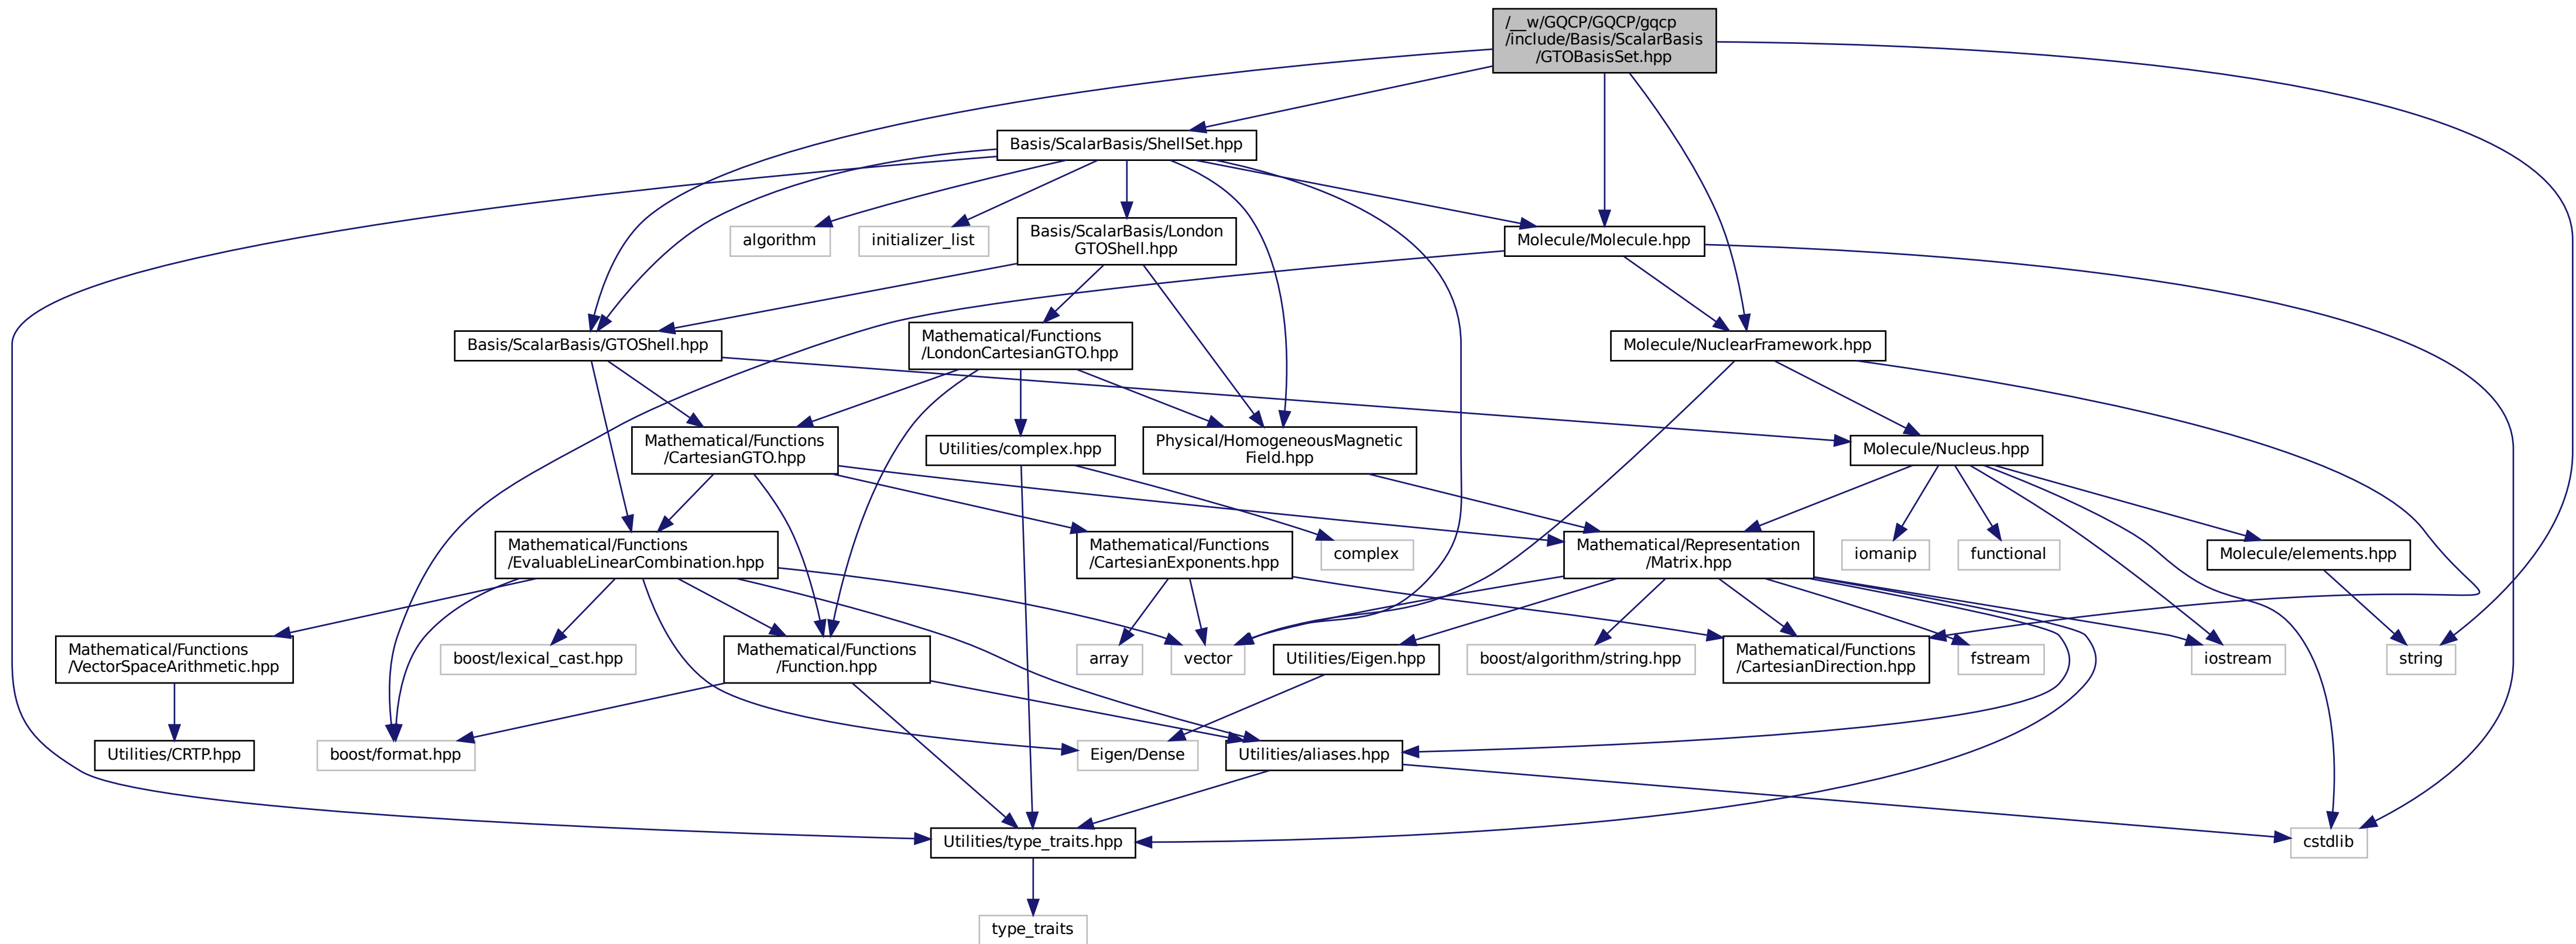 /__w/GQCP/GQCP/gqcp
/include/Basis/ScalarBasis
/GTOBasisSet.hpp
Basis/ScalarBasis/ShellSet.hpp
algorithm
initializer_list
Basis/ScalarBasis/London
GTOShell.hpp
Molecule/Molecule.hpp
Basis/ScalarBasis/GTOShell.hpp
Mathematical/Functions
/LondonCartesianGTO.hpp
Molecule/NuclearFramework.hpp
Mathematical/Functions
/CartesianGTO.hpp
Utilities/complex.hpp
Physical/HomogeneousMagnetic
Field.hpp
Molecule/Nucleus.hpp
Mathematical/Functions
/EvaluableLinearCombination.hpp
Mathematical/Functions
/CartesianExponents.hpp
complex
Mathematical/Representation
/Matrix.hpp
iomanip
functional
Molecule/elements.hpp
Mathematical/Functions
/VectorSpaceArithmetic.hpp
boost/lexical_cast.hpp
Mathematical/Functions
/Function.hpp
array
vector
Utilities/Eigen.hpp
boost/algorithm/string.hpp
Mathematical/Functions
/CartesianDirection.hpp
fstream
iostream
string
Utilities/CRTP.hpp
boost/format.hpp
Eigen/Dense
Utilities/aliases.hpp
Utilities/type_traits.hpp
cstdlib
type_traits